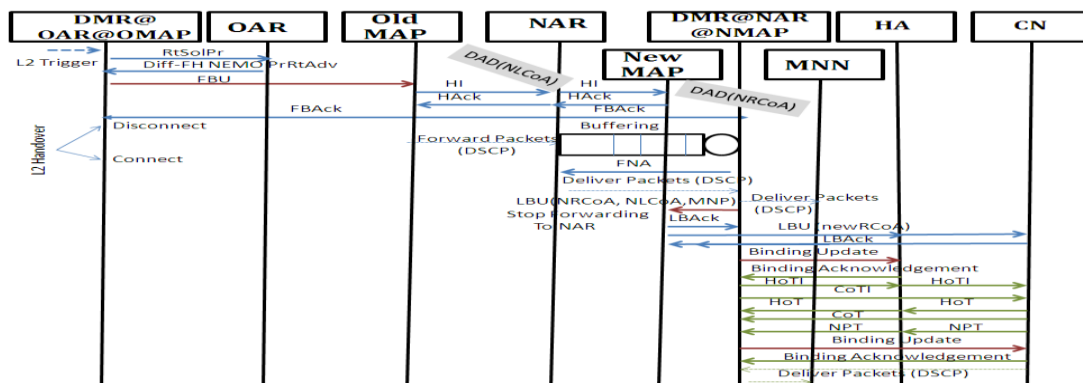 DMR@
OAR@OMAP
OAR
Old
MAP
NAR
DMR@NAR
@NMAP
HA
CN
New
MAP
MNN
RtSolPr
L2 Trigger
Diff-FH NEMO PrRtAdv
FBU
DAD(NLCoA)
HI
HI
HAck
HAck
DAD(NRCoA)
FBAck
FBAck
Disconnect
Buffering
L2 Handover
Forward Packets
(DSCP)
Connect
FNA
Deliver Packets (DSCP)
LBU(NRCoA, NLCoA,MNP)
Deliver Packets
(DSCP)
Stop Forwarding
To NAR
LBAck
LBU (newRCoA)
LBAck
Binding Update
Binding Acknowledgement
HoTI
HoTI
CoTI
HoT
HoT
CoT
NPT
NPT
Binding Update
Binding Acknowledgement
Deliver Packets (DSCP)